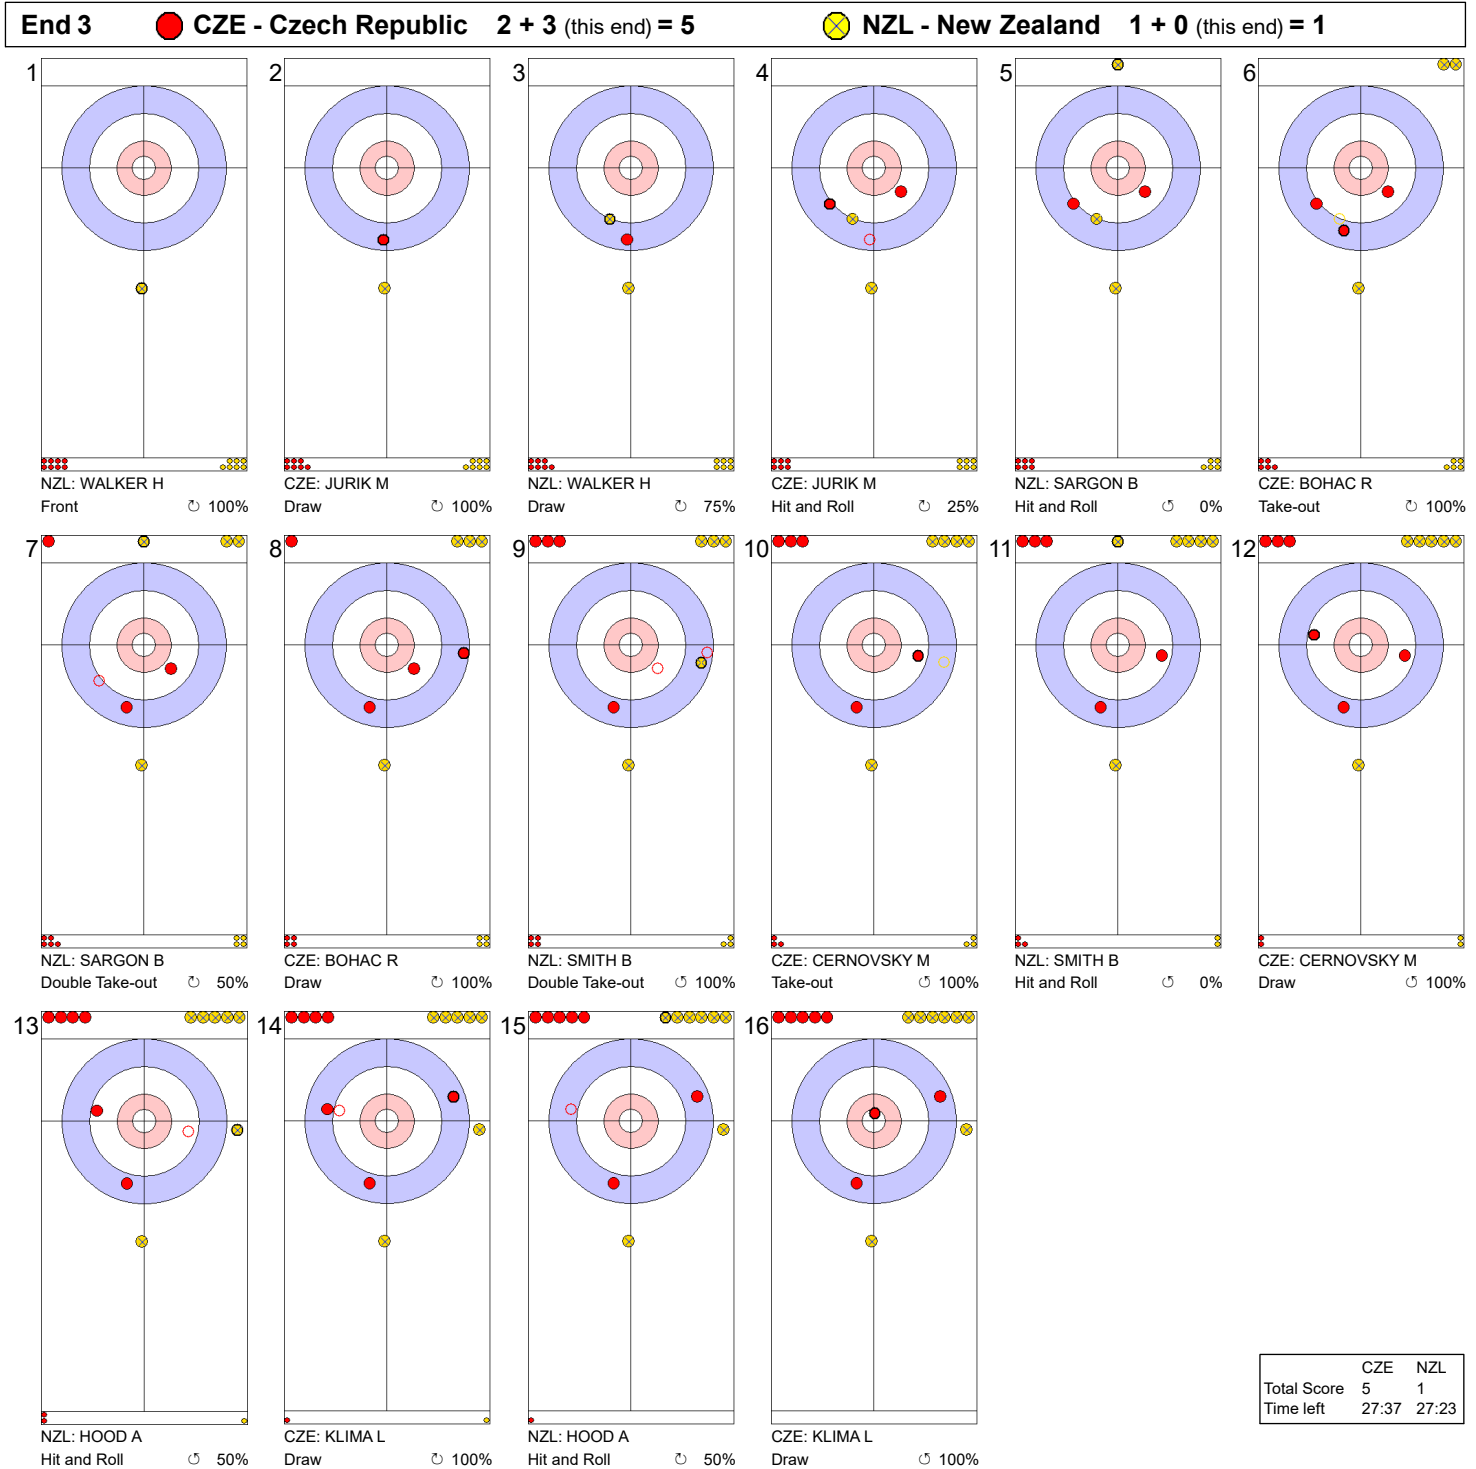 End 3 CZE - Czech Republic 2 + 3 (this end) = 5 NZL - New Zealand 1 + 0 (this end) = 1
1 2 3 4 5 6
NZL: WALKER H CZE: JURIK M NZL: WALKER H CZE: JURIK M NZL: SARGON B CZE: BOHAC R
Front ↻ 100% Draw ↻ 100% Draw ↻ 75% Hit and Roll ↻ 25% Hit and Roll ↺ 0% Take-out ↻ 100%
7 8 9 10 11 12
NZL: SARGON B CZE: BOHAC R NZL: SMITH B CZE: CERNOVSKY M NZL: SMITH B CZE: CERNOVSKY M
Double Take-out ↻ 50% Draw ↻ 100% Double Take-out ↺ 100% Take-out ↺ 100% Hit and Roll ↺ 0% Draw ↺ 100%
13 14 15 16
NZL: HOOD A CZE: KLIMA L NZL: HOOD A CZE: KLIMA L
Hit and Roll ↺ 50% Draw ↻ 100% Hit and Roll ↻ 50% Draw ↺ 100%
CZE NZL
Total Score 5 1
Time left 27:37 27:23